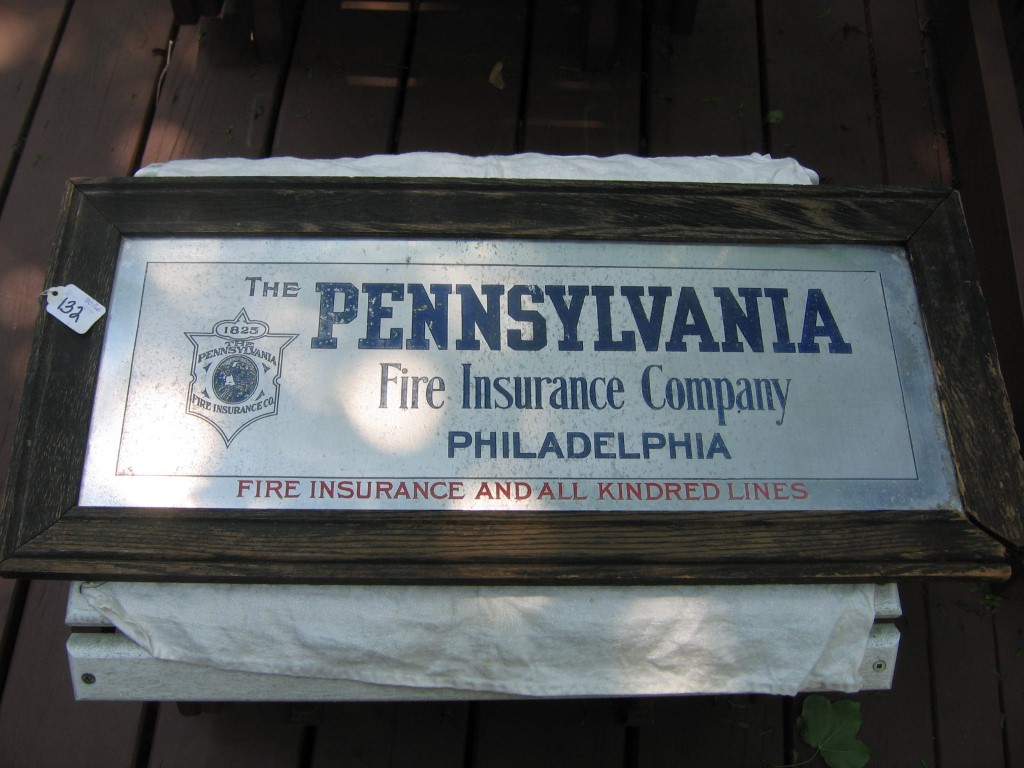 132
THE PENNSYLVANIA
Fire Insurance Company
PHILADELPHIA
FIRE INSURANCE AND ALL KINDRED LINES
1825
THE
PENNSYLVANIA
FIRE INSURANCE CO.